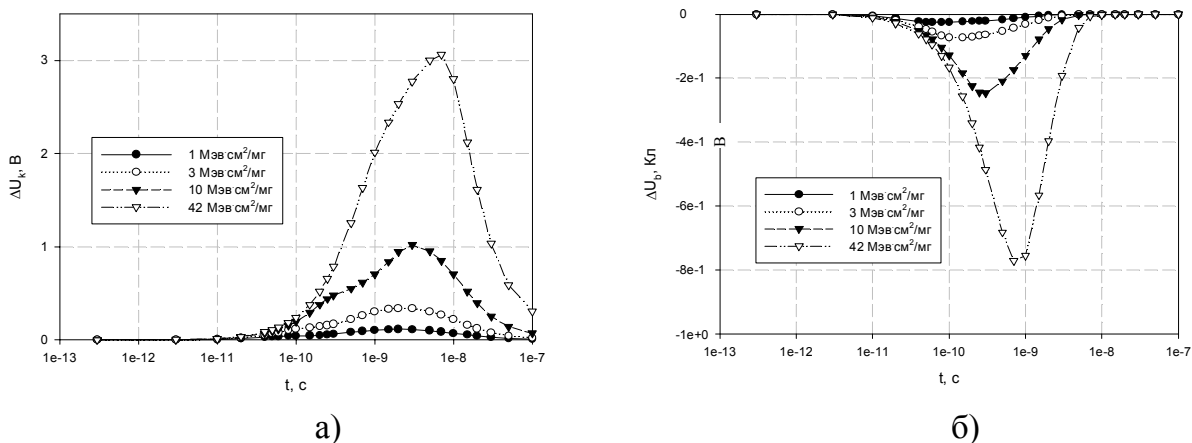 3
2
1
0
ΔU_k, В
1 Мэв·см²/мг
3 Мэв·см²/мг
10 Мэв·см²/мг
42 Мэв·см²/мг
1e-13 1e-12 1e-11 1e-10 1e-9 1e-8 1e-7
t, с
а)
0
-2e-1
-4e-1
-6e-1
-8e-1
-1e+0
ΔU_b, Кл
В
1 Мэв·см²/мг
3 Мэв·см²/мг
10 Мэв·см²/мг
42 Мэв·см²/мг
1e-13 1e-12 1e-11 1e-10 1e-9 1e-8 1e-7
t, с
б)